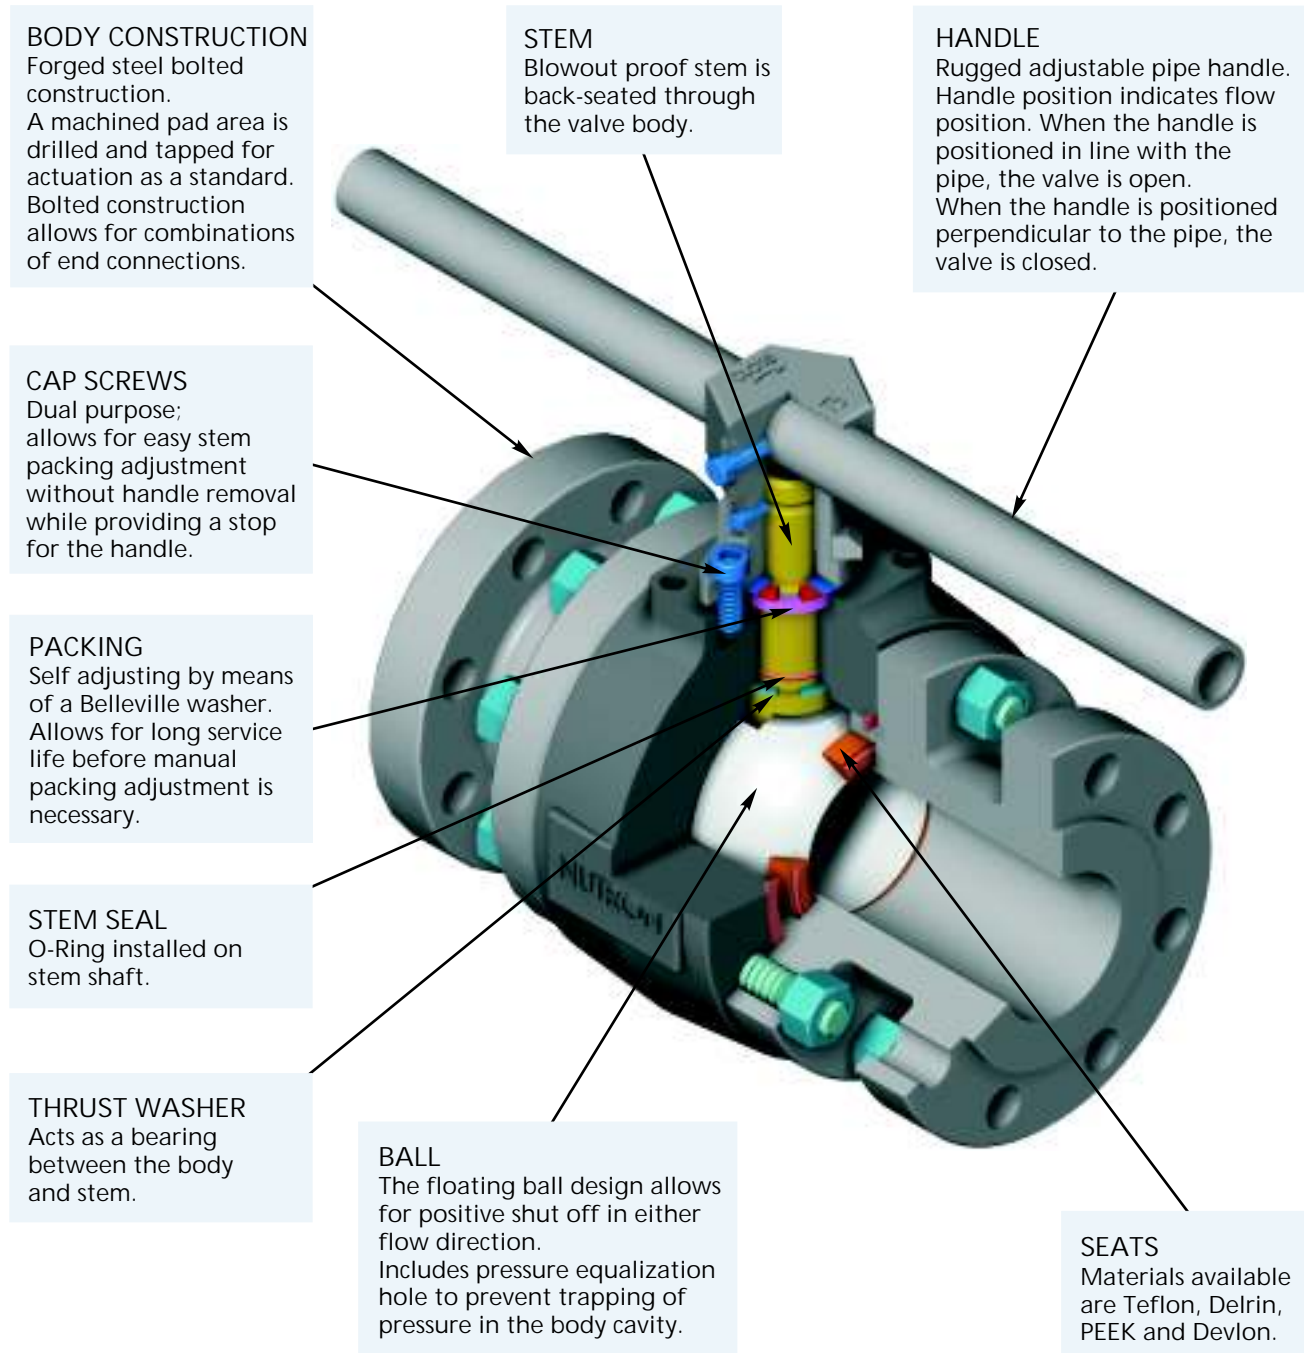 BODY CONSTRUCTION
Forged steel bolted
construction.
A machined pad area is
drilled and tapped for
actuation as a standard.
Bolted construction
allows for combinations
of end connections.
STEM
Blowout proof stem is
back-seated through
the valve body.
HANDLE
Rugged adjustable pipe handle.
Handle position indicates flow
position. When the handle is
positioned in line with the
pipe, the valve is open.
When the handle is positioned
perpendicular to the pipe, the
valve is closed.
CAP SCREWS
Dual purpose;
allows for easy stem
packing adjustment
without handle removal
while providing a stop
for the handle.
PACKING
Self adjusting by means
of a Belleville washer.
Allows for long service
life before manual
packing adjustment is
necessary.
STEM SEAL
O-Ring installed on
stem shaft.
THRUST WASHER
Acts as a bearing
between the body
and stem.
NUTRON
BALL
The floating ball design allows
for positive shut off in either
flow direction.
Includes pressure equalization
hole to prevent trapping of
pressure in the body cavity.
SEATS
Materials available
are Teflon, Delrin,
PEEK and Devlon.